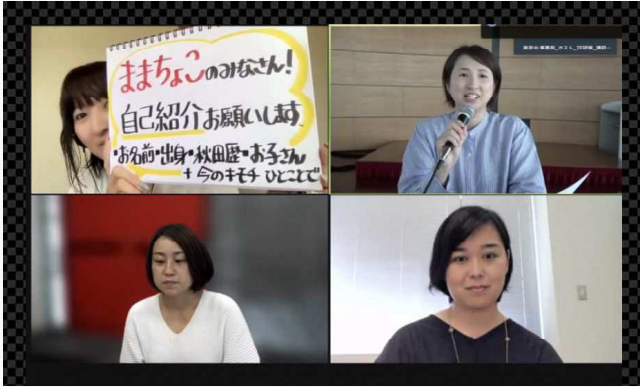 ままちょこのみなさん!
自己紹介お願いします
・お名前・出身・秋田歴・お子さん
+今のキモチ ひとことで